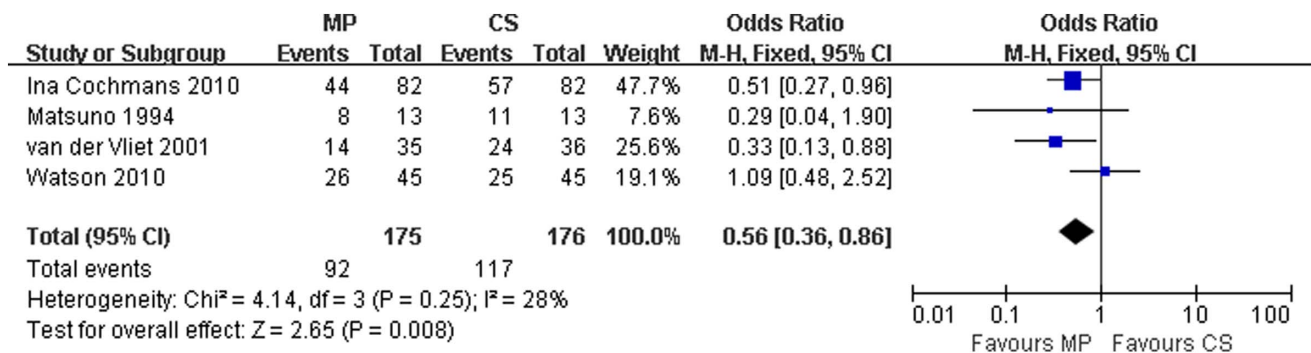 MP CS Odds Ratio Odds Ratio
Study or Subgroup Events Total Events Total Weight M-H, Fixed, 95% CI M-H, Fixed, 95% CI
Ina Cochmans 2010 44 82 57 82 47.7% 0.51 [0.27, 0.96]
Matsuno 1994 8 13 11 13 7.6% 0.29 [0.04, 1.90]
van der Vliet 2001 14 35 24 36 25.6% 0.33 [0.13, 0.88]
Watson 2010 26 45 25 45 19.1% 1.09 [0.48, 2.52]
Total (95% CI) 175 176 100.0% 0.56 [0.36, 0.86]
Total events 92 117
Heterogeneity: Chi² = 4.14, df = 3 (P = 0.25); I² = 28%
Test for overall effect: Z = 2.65 (P = 0.008)
0.01 0.1 1 10 100
Favours MP Favours CS